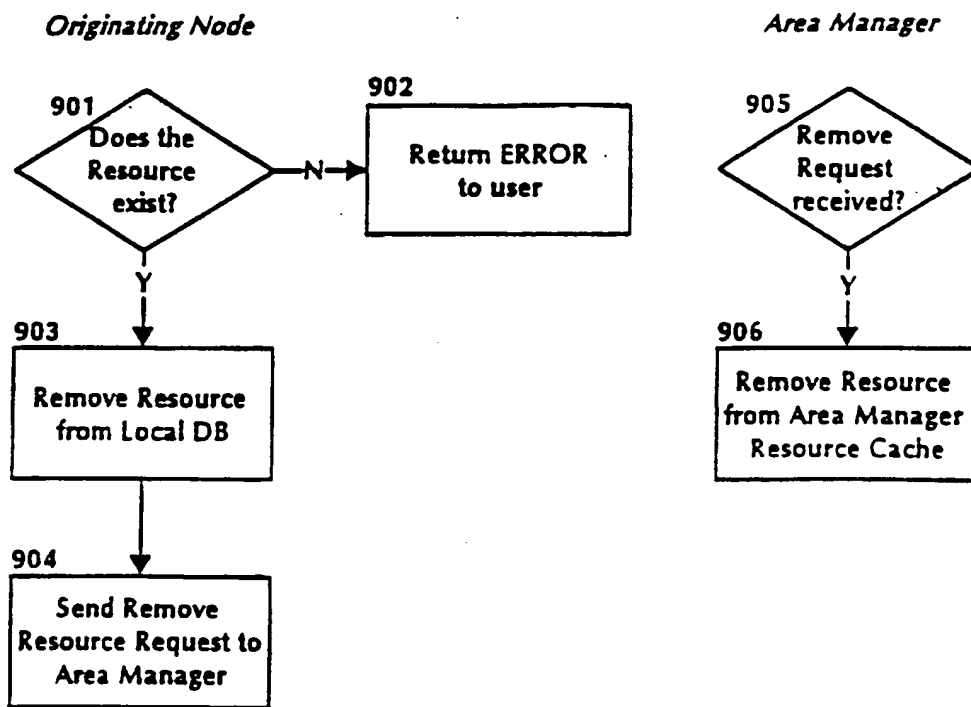 Originating Node
Area Manager
901
Does the
Resource
exist?
N
902
Return ERROR
to user
905
Remove
Request
received?
Y
Y
903
Remove Resource
from Local DB
906
Remove Resource
from Area Manager
Resource Cache
904
Send Remove
Resource Request to
Area Manager